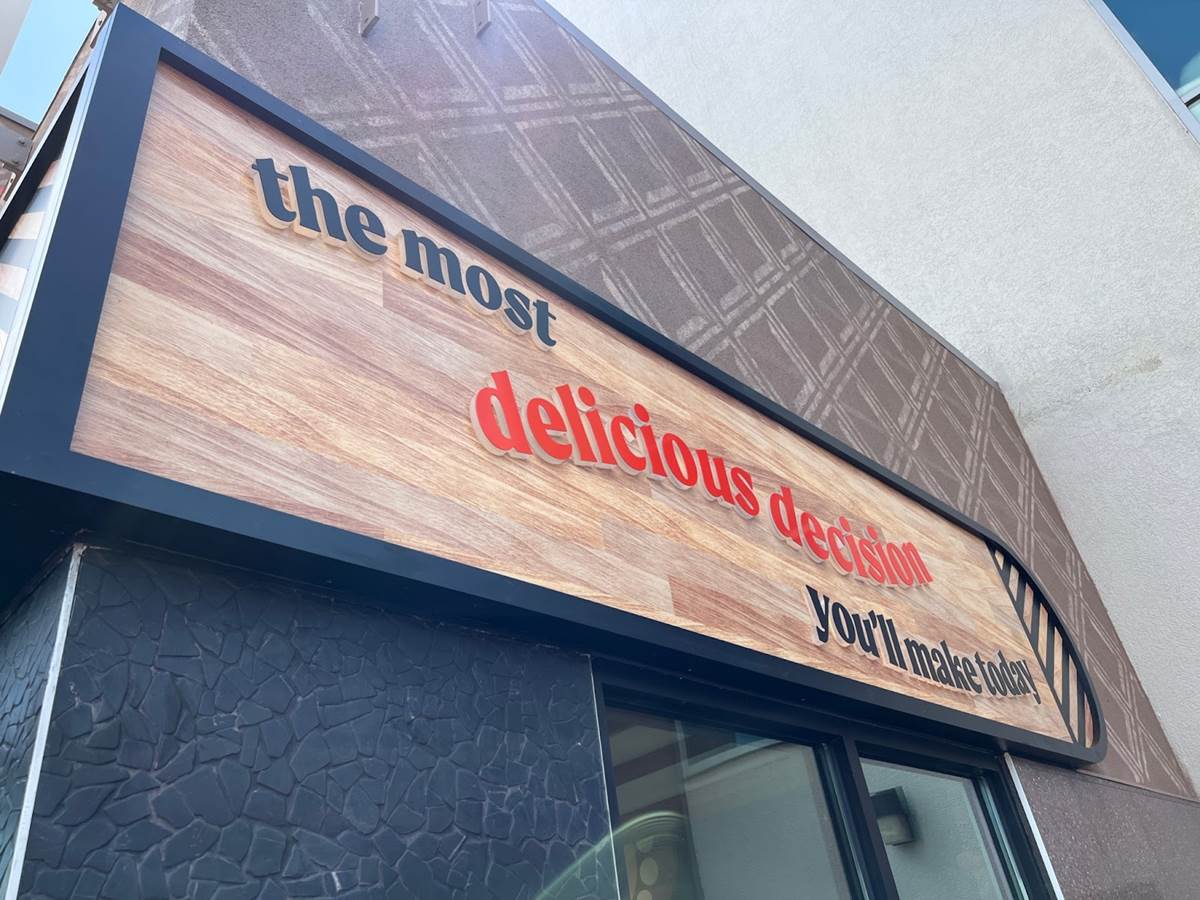 the most
delicious decision
you'll make today